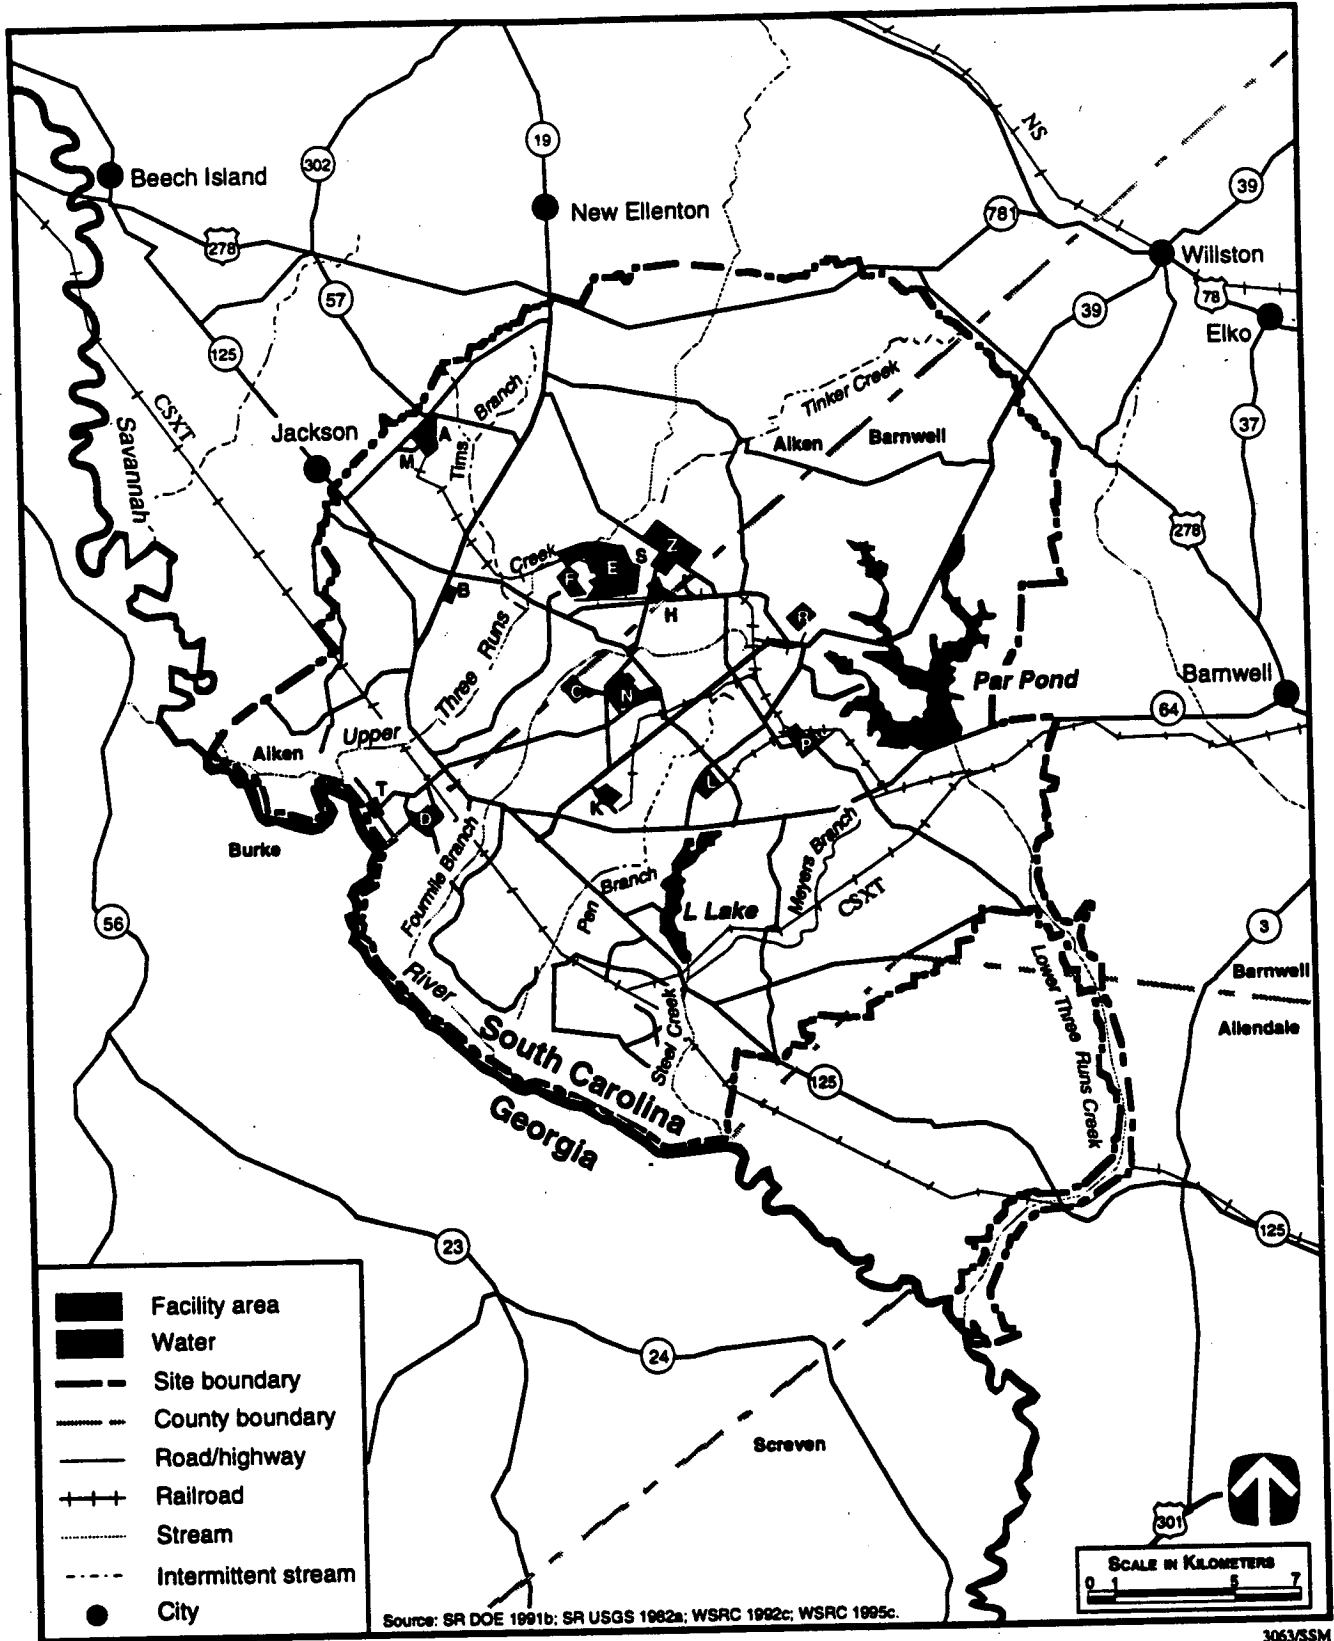 19
NS
302
39
Beech Island
New Ellenton
781
278
Williston
57
78
39
Elko
125
CSXT
Branch
Tinker Creek
Jackson
37
A
Aiken
Barnwell
M
Tims
Savannah
278
Creek
S
Z
E
F
B
H
R
Three Runs
Par Pond
Barnwell
C
N
64
Upper
Aiken
P
T
L
K
D
Burke
Fourmile Branch
Meyers Branch
Pen Branch
CSXT
L Lake
56
3
Lower Three Runs Creek
Barnwell
River
Allendale
South Carolina
Steel Creek
Georgia
125
125
23
24
Facility area
Water
Site boundary
County boundary
Road/highway
Railroad
Stream
Intermittent stream
City
Screven
301
SCALE IN KILOMETERS
0 1 5 7
Source: SR DOE 1991b; SR USGS 1982a; WSRC 1992c; WSRC 1995c.
3063/SSM